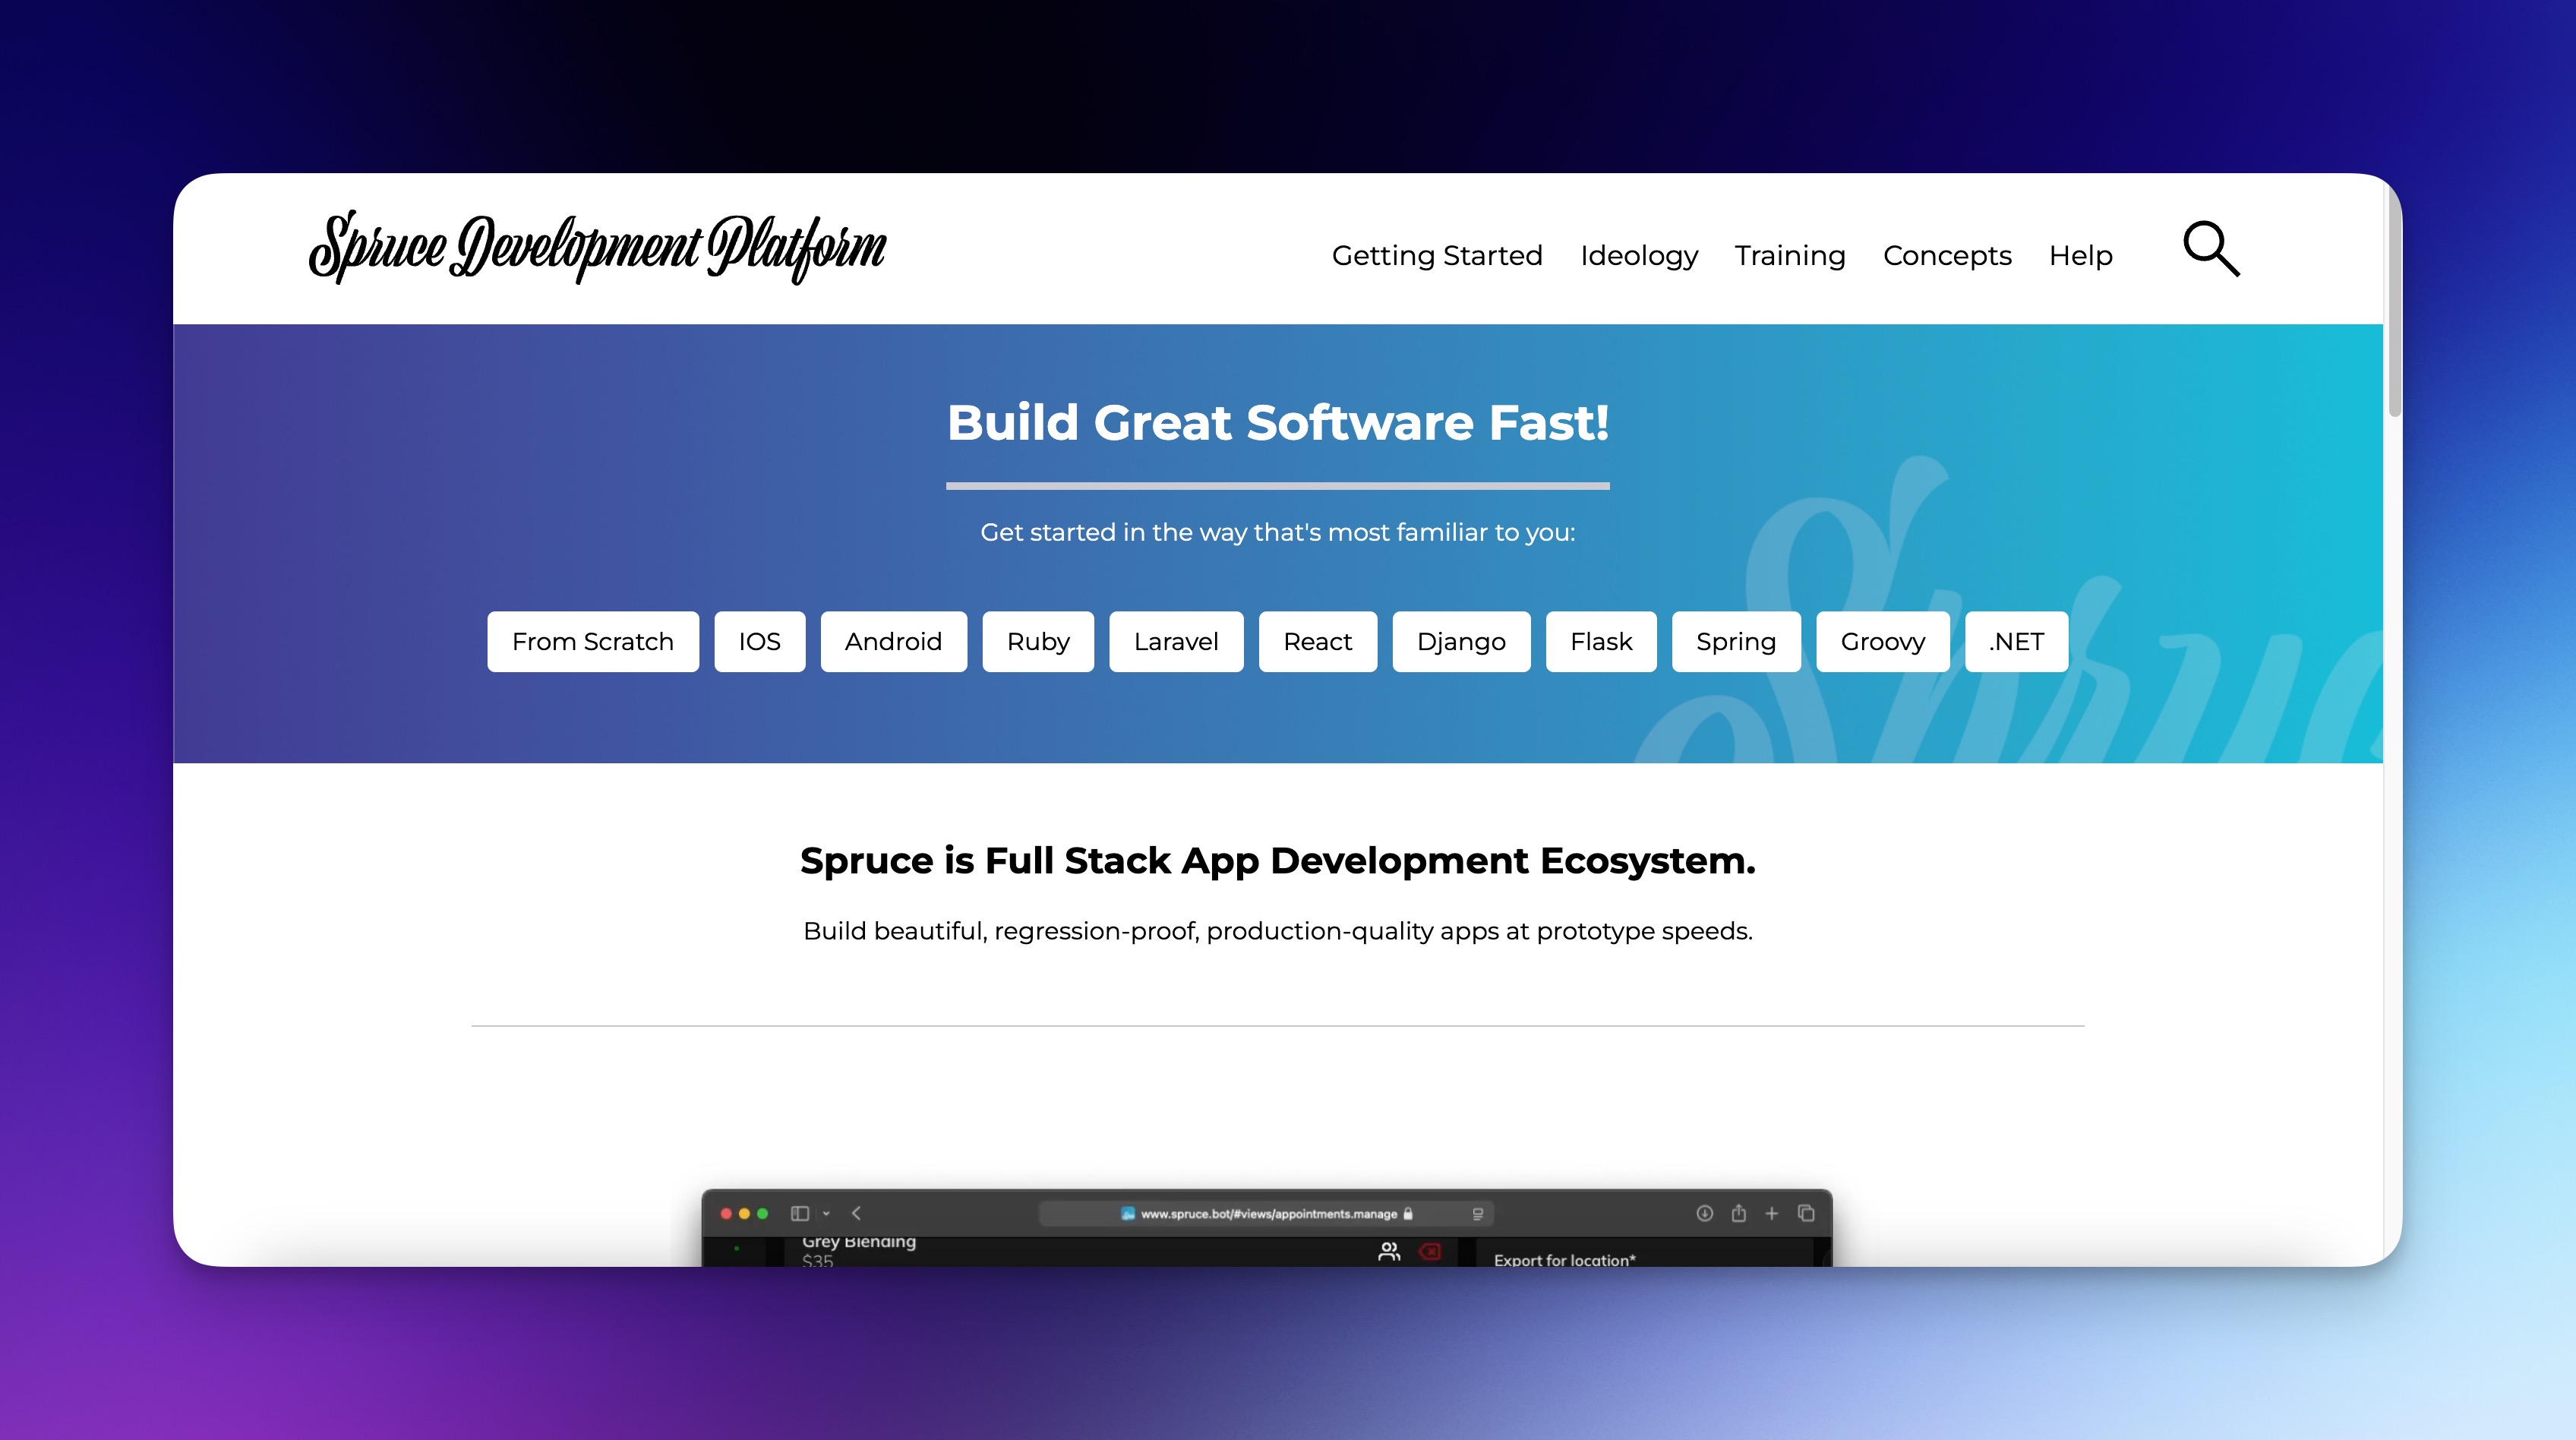 Spruce Development Platform
Getting Started Ideology Training Concepts Help
Build Great Software Fast!
Get started in the way that's most familiar to you:
From Scratch IOS Android Ruby Laravel React Django Flask Spring Groovy .NET
Spruce is Full Stack App Development Ecosystem.
Build beautiful, regression-proof, production-quality apps at prototype speeds.
www.spruce.bot/#views/appointments.manage
Grey Blending
$35
Export for location*